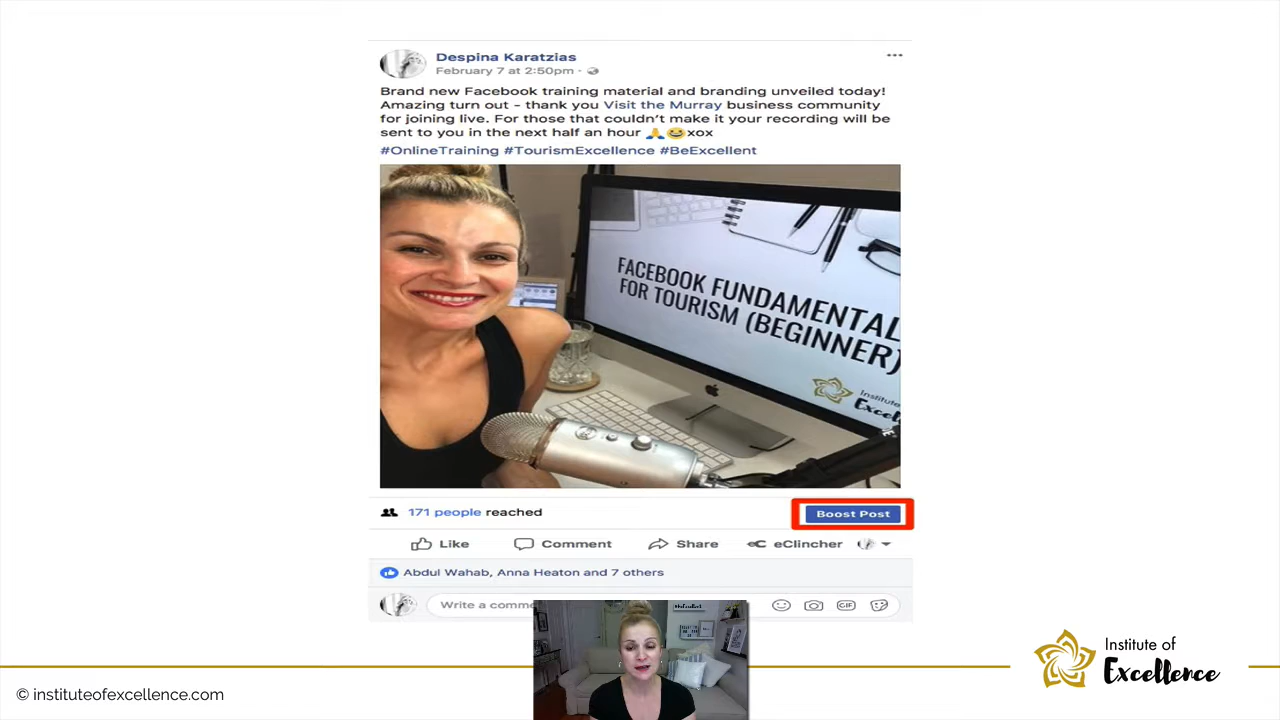 Despina Karatzias
February 7 at 2:50pm ·
Brand new Facebook training material and branding unveiled today!
Amazing turn out - thank you Visit the Murray business community
for joining live. For those that couldn't make it your recording will be
sent to you in the next half an hour 🙏😄xox
#OnlineTraining #TourismExcellence #BeExcellent
FACEBOOK FUNDAMENTAL
FOR TOURISM (BEGINNER)
Institute
Excel
171 people reached
Boost Post
Like Comment Share eClincher
Abdul Wahab, Anna Heaton and 7 others
Write a comme
GIF
Institute of
Excellence
© instituteofexcellence.com